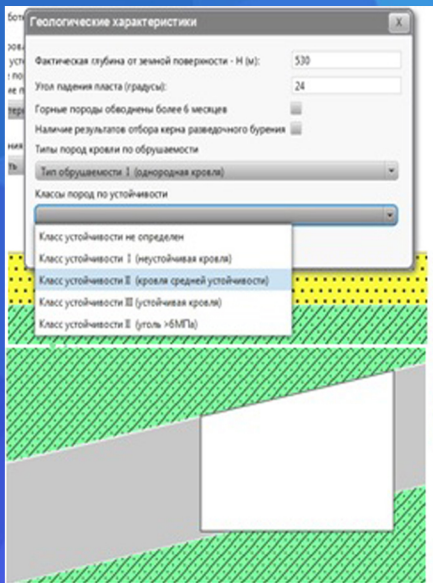 Геологические характеристики
X
Фактическая глубина от земной поверхности - Н (м):
530
Угол падения пласта (градусы):
24
Горные породы обводнены более 6 месяцев
Наличие результатов отбора керна разведочного бурения
Типы пород кровли по обрушаемости
Тип обрушаемости I (однородная кровля)
Классы пород по устойчивости
Класс устойчивости не определен
Класс устойчивости I (неустойчивая кровля)
Класс устойчивости II (кровля средней устойчивости)
Класс устойчивости III (устойчивая кровля)
Класс устойчивости II (уголь >6МПа)